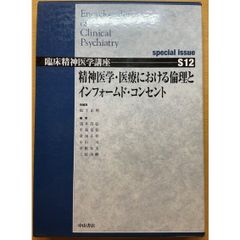 Encyclopedia
of
Clinical
Psychiatry
special issue
臨床精神医学講座
S12
精神医学・医療における倫理と
インフォームド・コンセント
中山書店